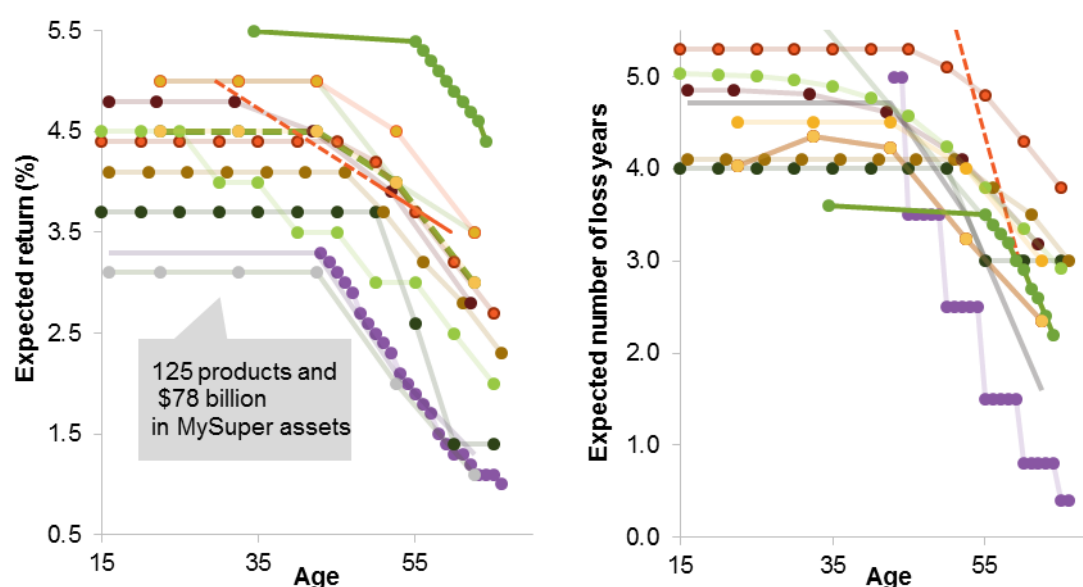 Expected return (%)
5.5
4.5
3.5
2.5
1.5
0.5
15
35
55
Age
125 products and
$78 billion
in MySuper assets
Expected number of loss years
5.0
4.0
3.0
2.0
1.0
0.0
15
35
55
Age